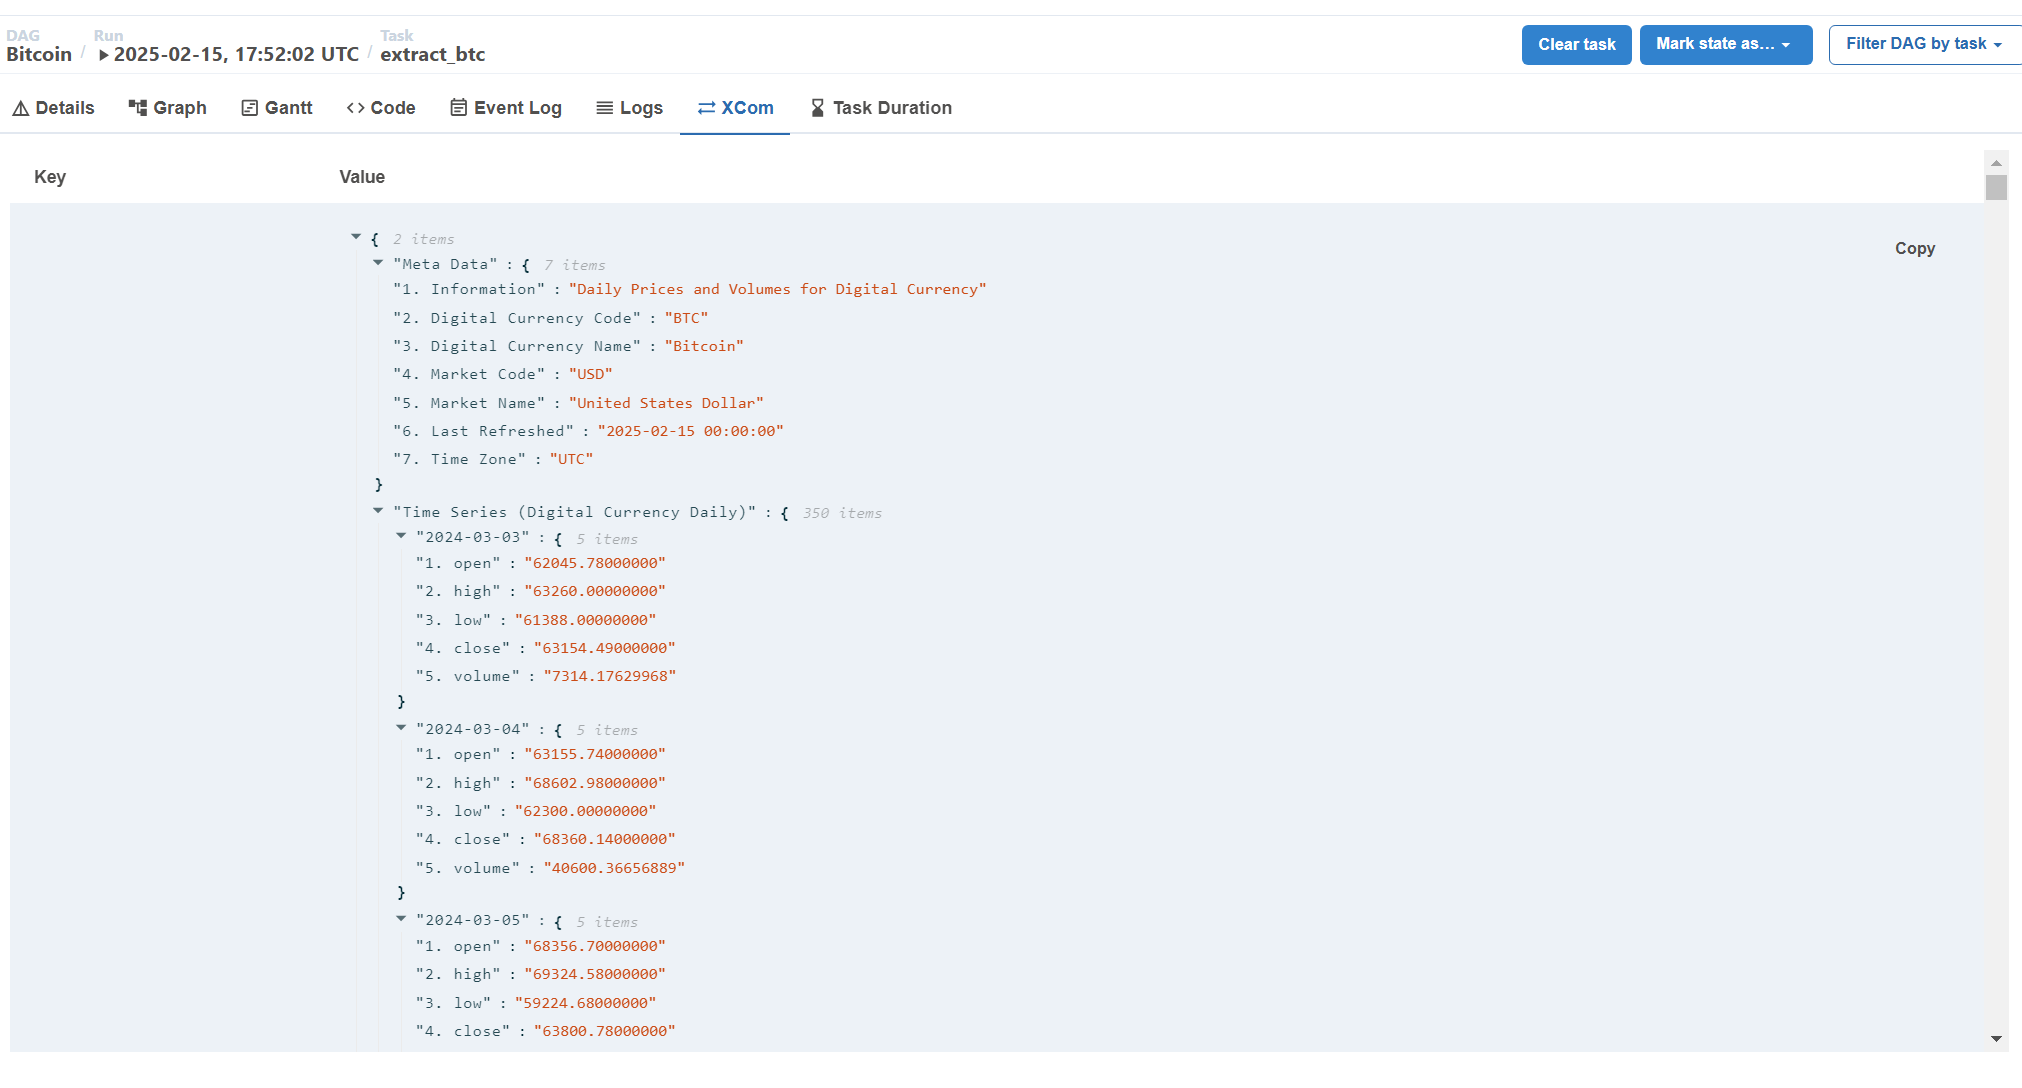 DAG Run Task
Bitcoin / 2025-02-15, 17:52:02 UTC / extract_btc
Clear task Mark state as... Filter DAG by task
Details Graph Gantt Code Event Log Logs XCom Task Duration
Key Value
{ 2 items
Copy
"Meta Data" : { 7 items
"1. Information" : "Daily Prices and Volumes for Digital Currency"
"2. Digital Currency Code" : "BTC"
"3. Digital Currency Name" : "Bitcoin"
"4. Market Code" : "USD"
"5. Market Name" : "United States Dollar"
"6. Last Refreshed" : "2025-02-15 00:00:00"
"7. Time Zone" : "UTC"
}
"Time Series (Digital Currency Daily)" : { 350 items
"2024-03-03" : { 5 items
"1. open" : "62045.78000000"
"2. high" : "63260.00000000"
"3. low" : "61388.00000000"
"4. close" : "63154.49000000"
"5. volume" : "7314.17629968"
}
"2024-03-04" : { 5 items
"1. open" : "63155.74000000"
"2. high" : "68602.98000000"
"3. low" : "62300.00000000"
"4. close" : "68360.14000000"
"5. volume" : "40600.36656889"
}
"2024-03-05" : { 5 items
"1. open" : "68356.70000000"
"2. high" : "69324.58000000"
"3. low" : "59224.68000000"
"4. close" : "63800.78000000"